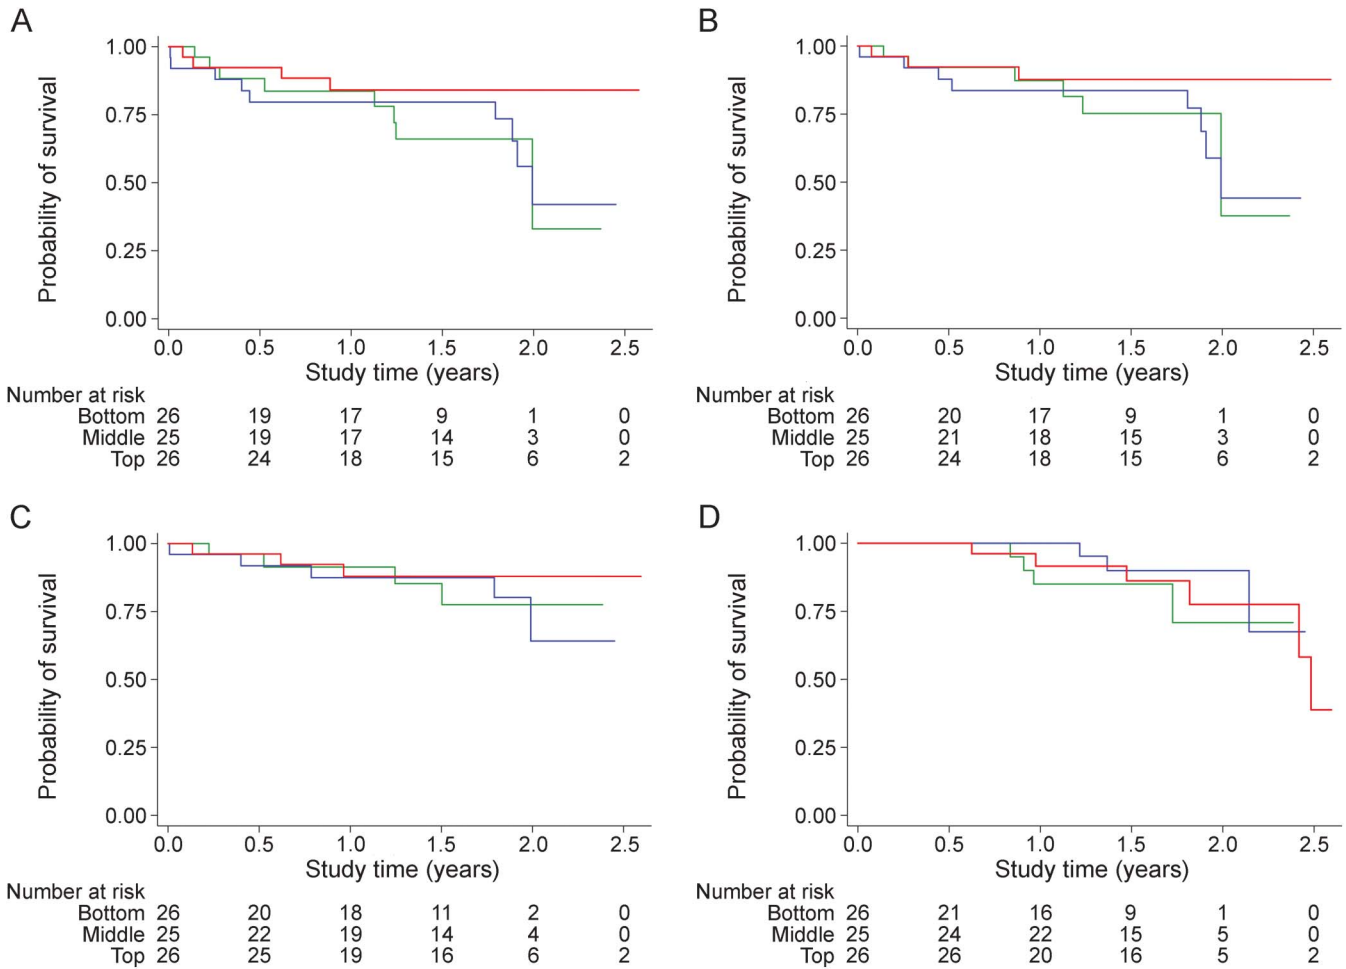 A
1.00
0.75
0.50
0.25
0.00
Probability of survival
0.0 0.5 1.0 1.5 2.0 2.5
Study time (years)
Number at risk
Bottom 26 19 17 9 1 0
Middle 25 19 17 14 3 0
Top 26 24 18 15 6 2
B
1.00
0.75
0.50
0.25
0.00
Probability of survival
0.0 0.5 1.0 1.5 2.0 2.5
Study time (years)
Number at risk
Bottom 26 20 17 9 1 0
Middle 25 21 18 15 3 0
Top 26 24 18 15 6 2
C
1.00
0.75
0.50
0.25
0.00
Probability of survival
0.0 0.5 1.0 1.5 2.0 2.5
Study time (years)
Number at risk
Bottom 26 20 18 11 2 0
Middle 25 22 19 14 4 0
Top 26 25 19 16 6 2
D
1.00
0.75
0.50
0.25
0.00
Probability of survival
0.0 0.5 1.0 1.5 2.0 2.5
Study time (years)
Number at risk
Bottom 26 21 16 9 1 0
Middle 25 24 22 15 5 0
Top 26 26 20 16 5 2